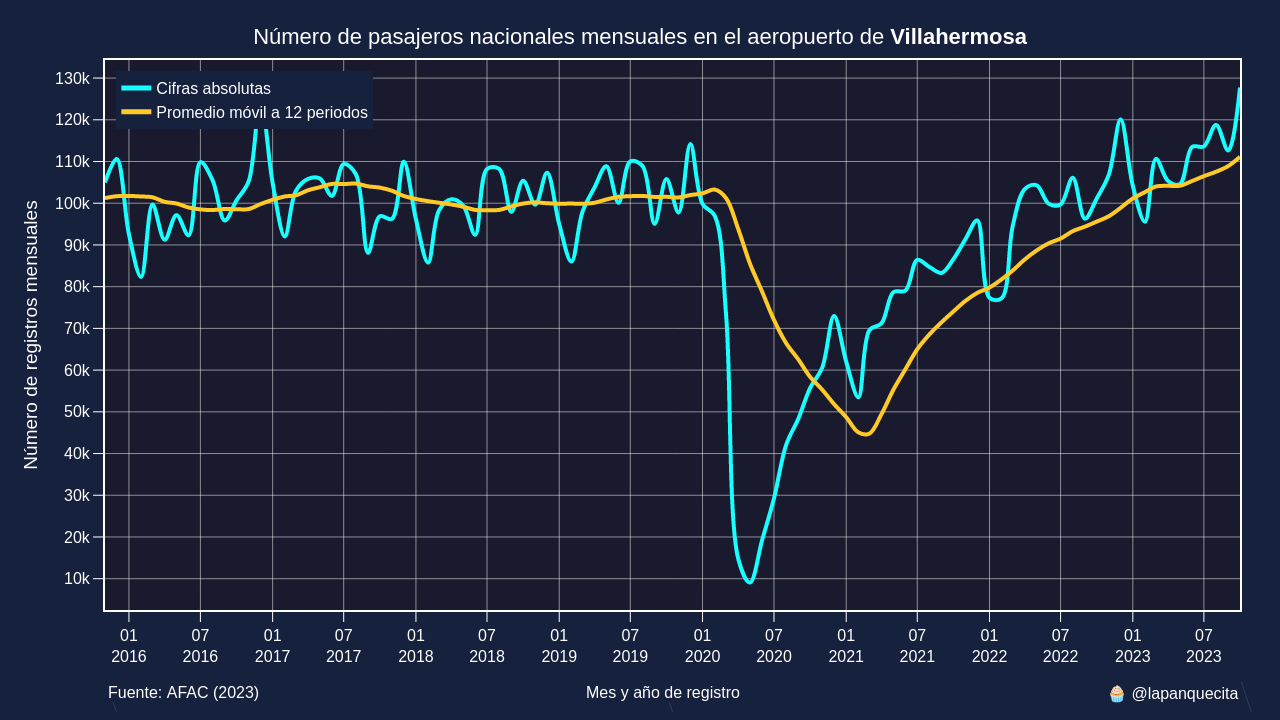 Número de pasajeros nacionales mensuales en el aeropuerto de Villahermosa
Cifras absolutas
Promedio móvil a 12 periodos
Número de registros mensuales
130k
120k
110k
100k
90k
80k
70k
60k
50k
40k
30k
20k
10k
01 07 01 07 01 07 01 07 01 07 01 07 01 07 01 07
2016 2016 2017 2017 2018 2018 2019 2019 2020 2020 2021 2021 2022 2022 2023 2023
Fuente: AFAC (2023) Mes y año de registro 🧁 @lapanquecita